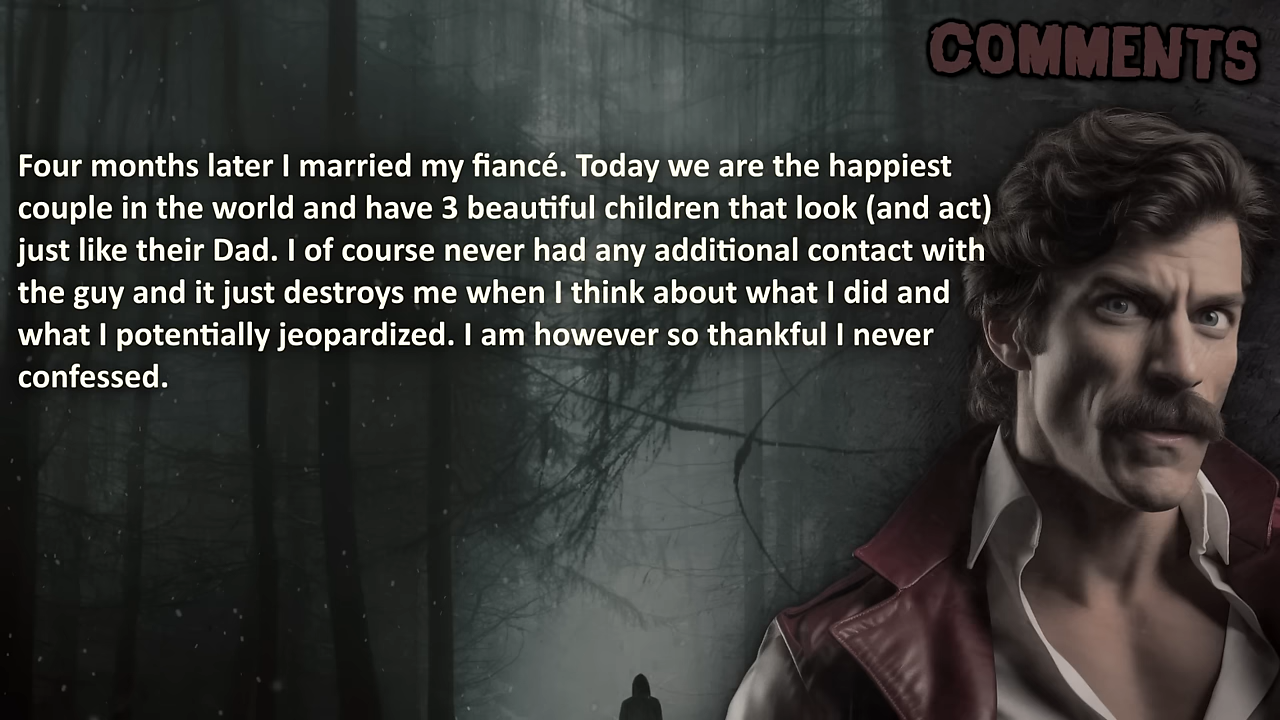 COMMENTS
Four months later I married my fiancé. Today we are the happiest
couple in the world and have 3 beautiful children that look (and act)
just like their Dad. I of course never had any additional contact with
the guy and it just destroys me when I think about what I did and
what I potentially jeopardized. I am however so thankful I never
confessed.